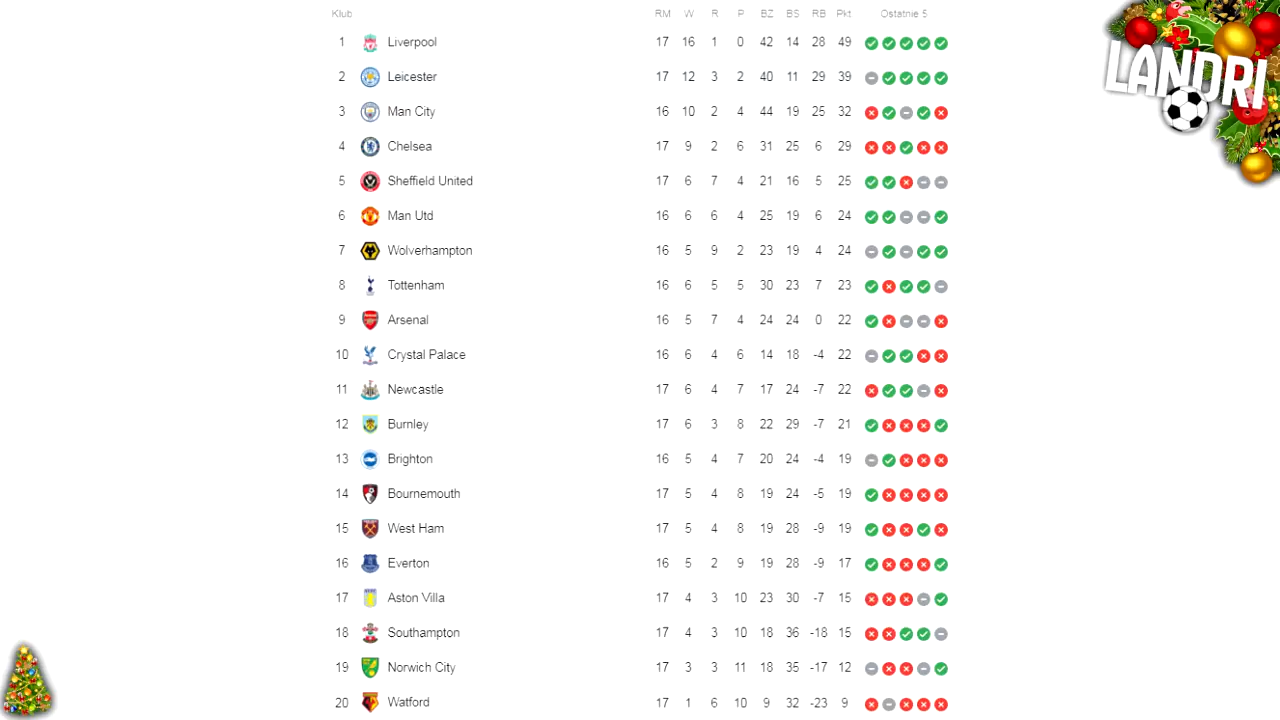 Klub RM W R P BZ BS RB Pkt Ostatnie 5
1 Liverpool 17 16 1 0 42 14 28 49
2 Leicester 17 12 3 2 40 11 29 39
3 Man City 16 10 2 4 44 19 25 32
4 Chelsea 17 9 2 6 31 25 6 29
5 Sheffield United 17 6 7 4 21 16 5 25
6 Man Utd 16 6 6 4 25 19 6 24
7 Wolverhampton 16 5 9 2 23 19 4 24
8 Tottenham 16 6 5 5 30 23 7 23
9 Arsenal 16 5 7 4 24 24 0 22
10 Crystal Palace 16 6 4 6 14 18 -4 22
11 Newcastle 17 6 4 7 17 24 -7 22
12 Burnley 17 6 3 8 22 29 -7 21
13 Brighton 16 5 4 7 20 24 -4 19
14 Bournemouth 17 5 4 8 19 24 -5 19
15 West Ham 17 5 4 8 19 28 -9 19
16 Everton 16 5 2 9 19 28 -9 17
17 Aston Villa 17 4 3 10 23 30 -7 15
18 Southampton 17 4 3 10 18 36 -18 15
19 Norwich City 17 3 3 11 18 35 -17 12
20 Watford 17 1 6 10 9 32 -23 9
LANDRI